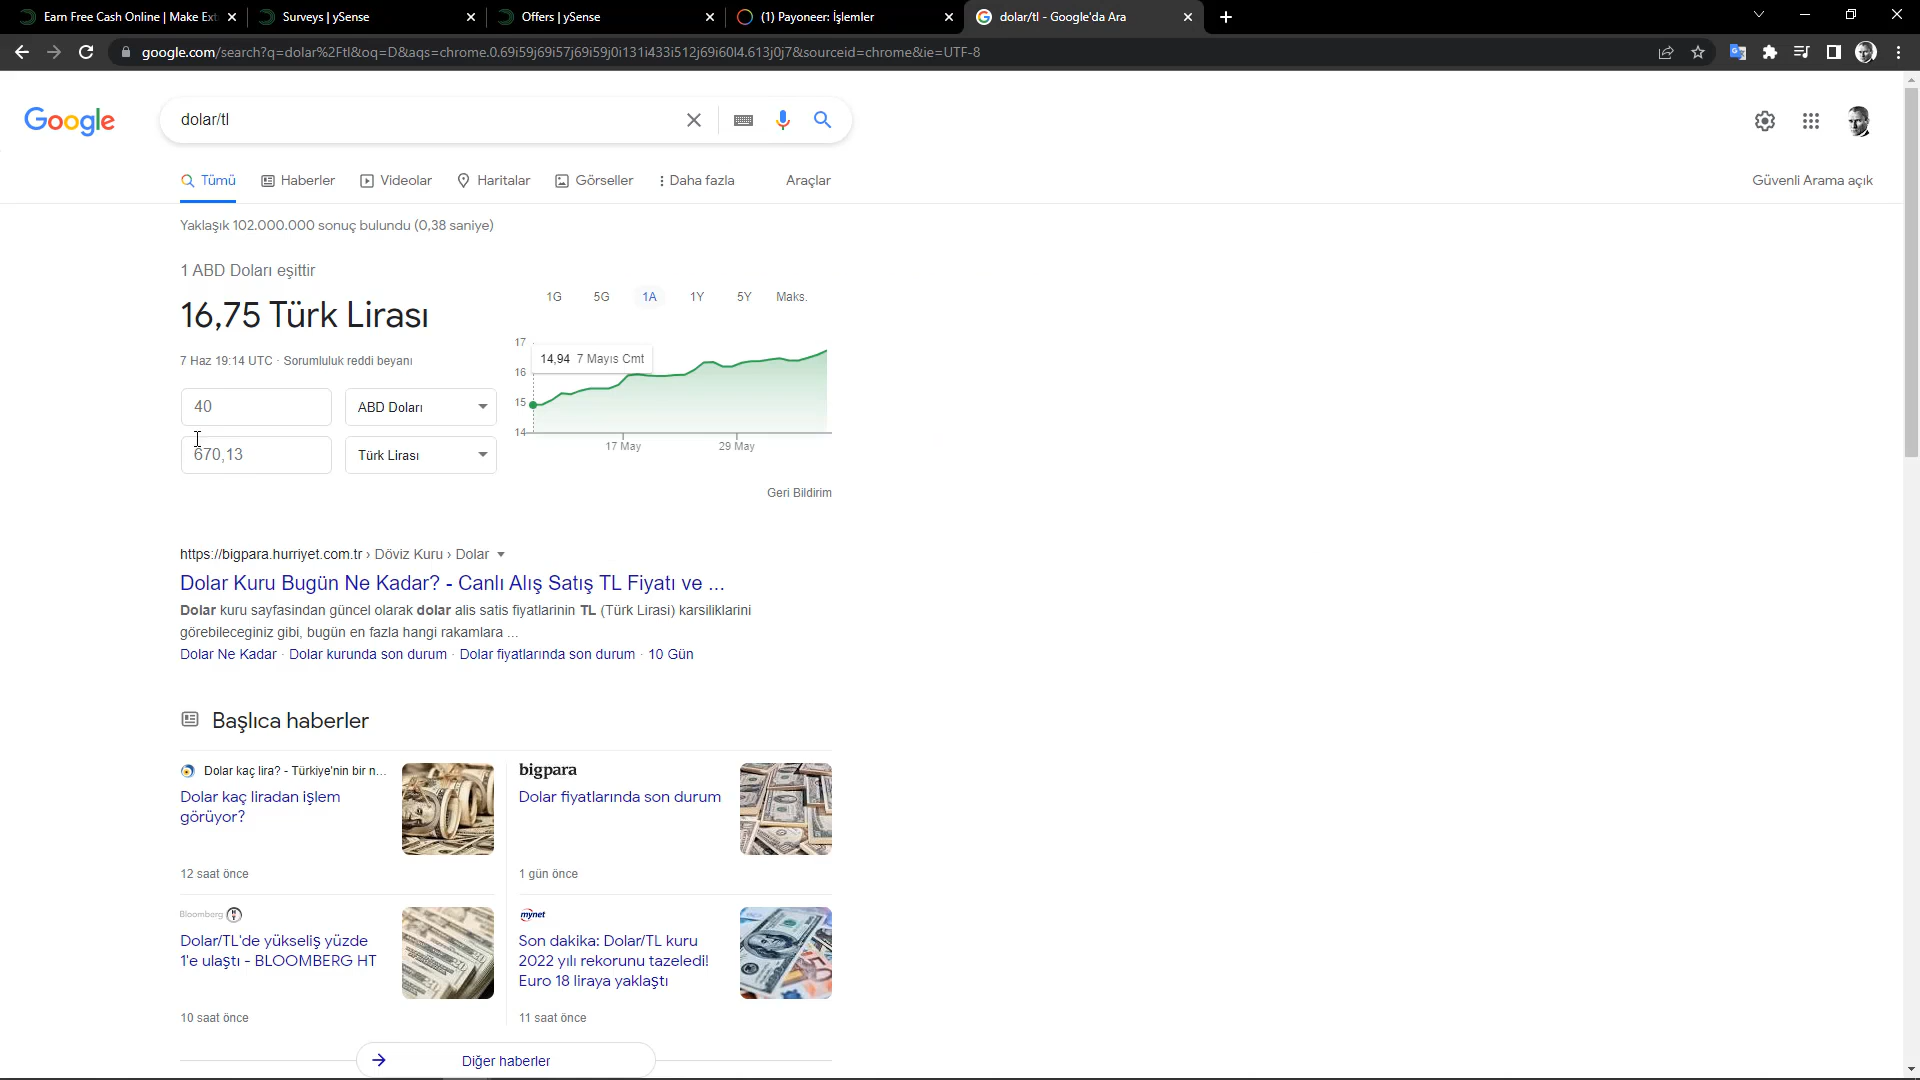 Earn Free Cash Online | Make Ext
Surveys | ySense
Offers | ySense
(1) Payoneer: İşlemler
dolar/tl - Google'da Ara
google.com/search?q=dolar%2Ftl&oq=D&aqs=chrome.0.69i59j69i57j69i59j0i131i433i512j69i60l4.613j0j7&sourceid=chrome&ie=UTF-8
Google
dolar/tl
Tümü
Haberler
Videolar
Haritalar
Görseller
Daha fazla
Araçlar
Güvenli Arama açık
Yaklaşık 102.000.000 sonuç bulundu (0,38 saniye)
1 ABD Doları eşittir
16,75 Türk Lirası
7 Haz 19:14 UTC · Sorumluluk reddi beyanı
40
ABD Doları
670,13
Türk Lirası
1G 5G 1A 1Y 5Y Maks.
17
14,94 7 Mayıs Cmt
16
15
14
17 May
29 May
Geri Bildirim
https://bigpara.hurriyet.com.tr › Döviz Kuru › Dolar
Dolar Kuru Bugün Ne Kadar? - Canlı Alış Satış TL Fiyatı ve ...
Dolar kuru sayfasindan güncel olarak dolar alis satis fiyatlarinin TL (Türk Lirasi) karsiliklarini
görebileceginiz gibi, bugün en fazla hangi rakamlara ...
Dolar Ne Kadar · Dolar kurunda son durum · Dolar fiyatlarında son durum · 10 Gün
Başlıca haberler
Dolar kaç lira? - Türkiye'nin bir n...
Dolar kaç liradan işlem
görüyor?
12 saat önce
bigpara
Dolar fiyatlarında son durum
1 gün önce
Bloomberg HT
Dolar/TL'de yükseliş yüzde
1'e ulaştı - BLOOMBERG HT
10 saat önce
mynet
Son dakika: Dolar/TL kuru
2022 yılı rekorunu tazeledi!
Euro 18 liraya yaklaştı
11 saat önce
Diğer haberler